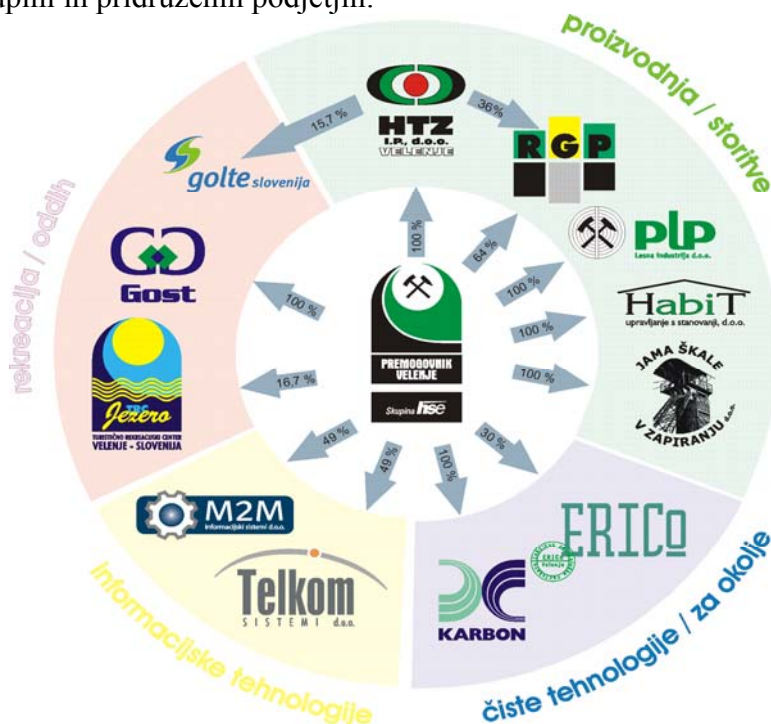 in pridruženih podjetjih:
proizvodnja / storitve
HTZ
I.P., d.o.o.
VELENJE
15,7 %
36%
RGP
golte slovenija
PLP
Lesna industrija d.o.o.
HabiT
upravljanje s stanovanji, d.o.o.
JAMA ŠKALE
V ZAPIRANJU d.o.o.
100 %
64 %
100 %
100 %
100 %
30 %
100 %
49 %
49 %
16,7 %
100 %
PREMOGOVNIK
VELENJE
Skupina hse
rekreacija / oddih
Gost
TRC
Jezero
TURISTIČNO REKREACIJSKI CENTER
VELENJE - SLOVENIJA
M2M
informacijski sistemi d.o.o.
Telkom
SISTEMI d.o.o.
informacijske tehnologije
ERICo
ERICO
Velenje
KARBON
čiste tehnologije / za okolje